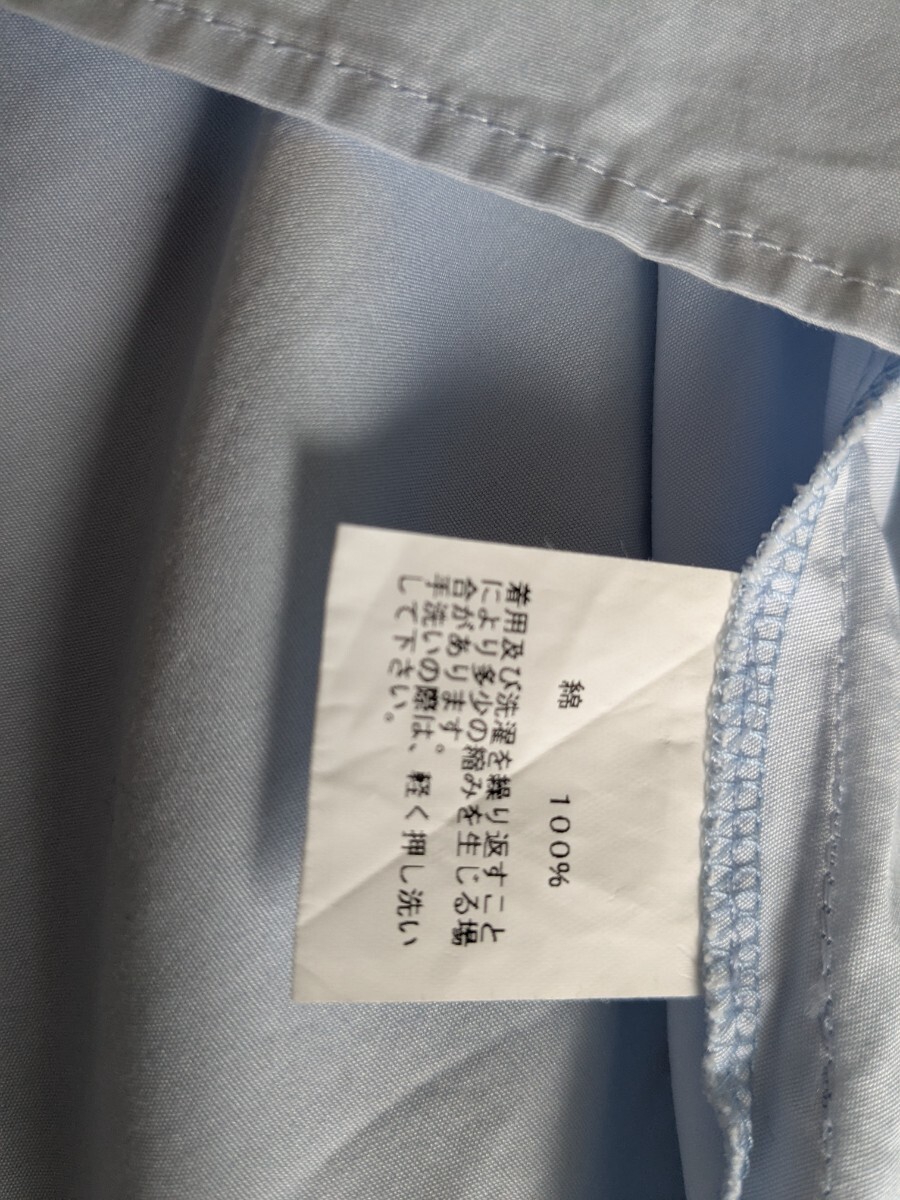 綿 100%
着用及び洗濯を繰り返すこと
により多少の縮みを生じる場
合があります。
手洗いの際は、軽く押し洗い
して下さい。